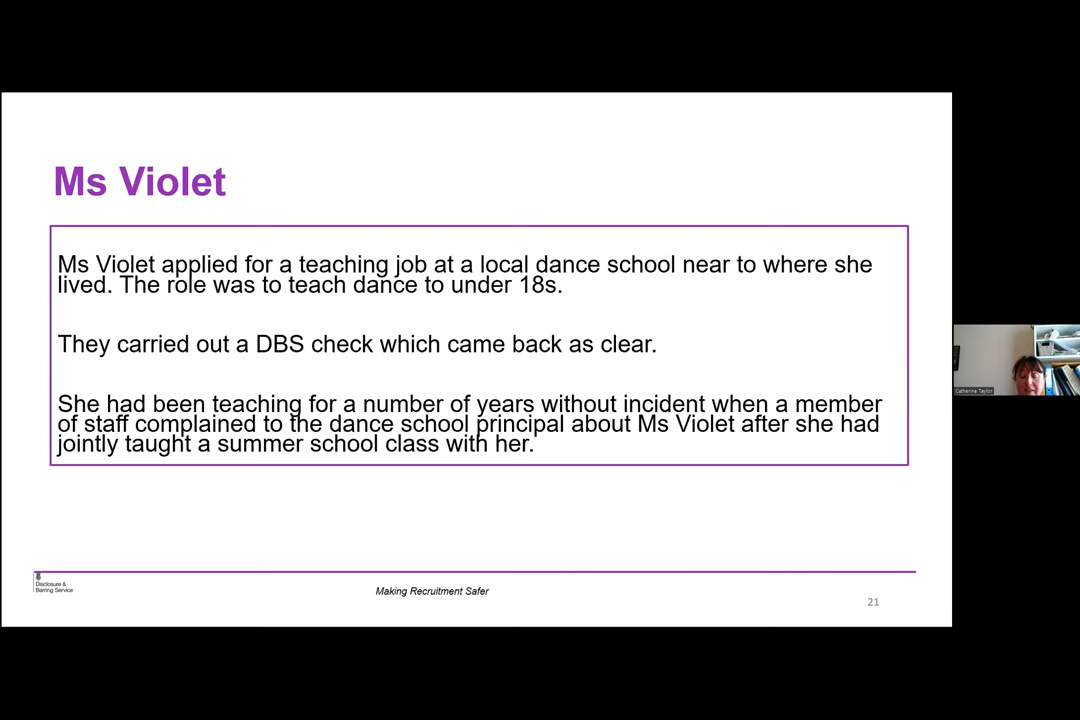 Ms Violet
Ms Violet applied for a teaching job at a local dance school near to where she
lived. The role was to teach dance to under 18s.
They carried out a DBS check which came back as clear.
She had been teaching for a number of years without incident when a member
of staff complained to the dance school principal about Ms Violet after she had
jointly taught a summer school class with her.
Catherine Taylor
Disclosure &
Barring Service
Making Recruitment Safer
21